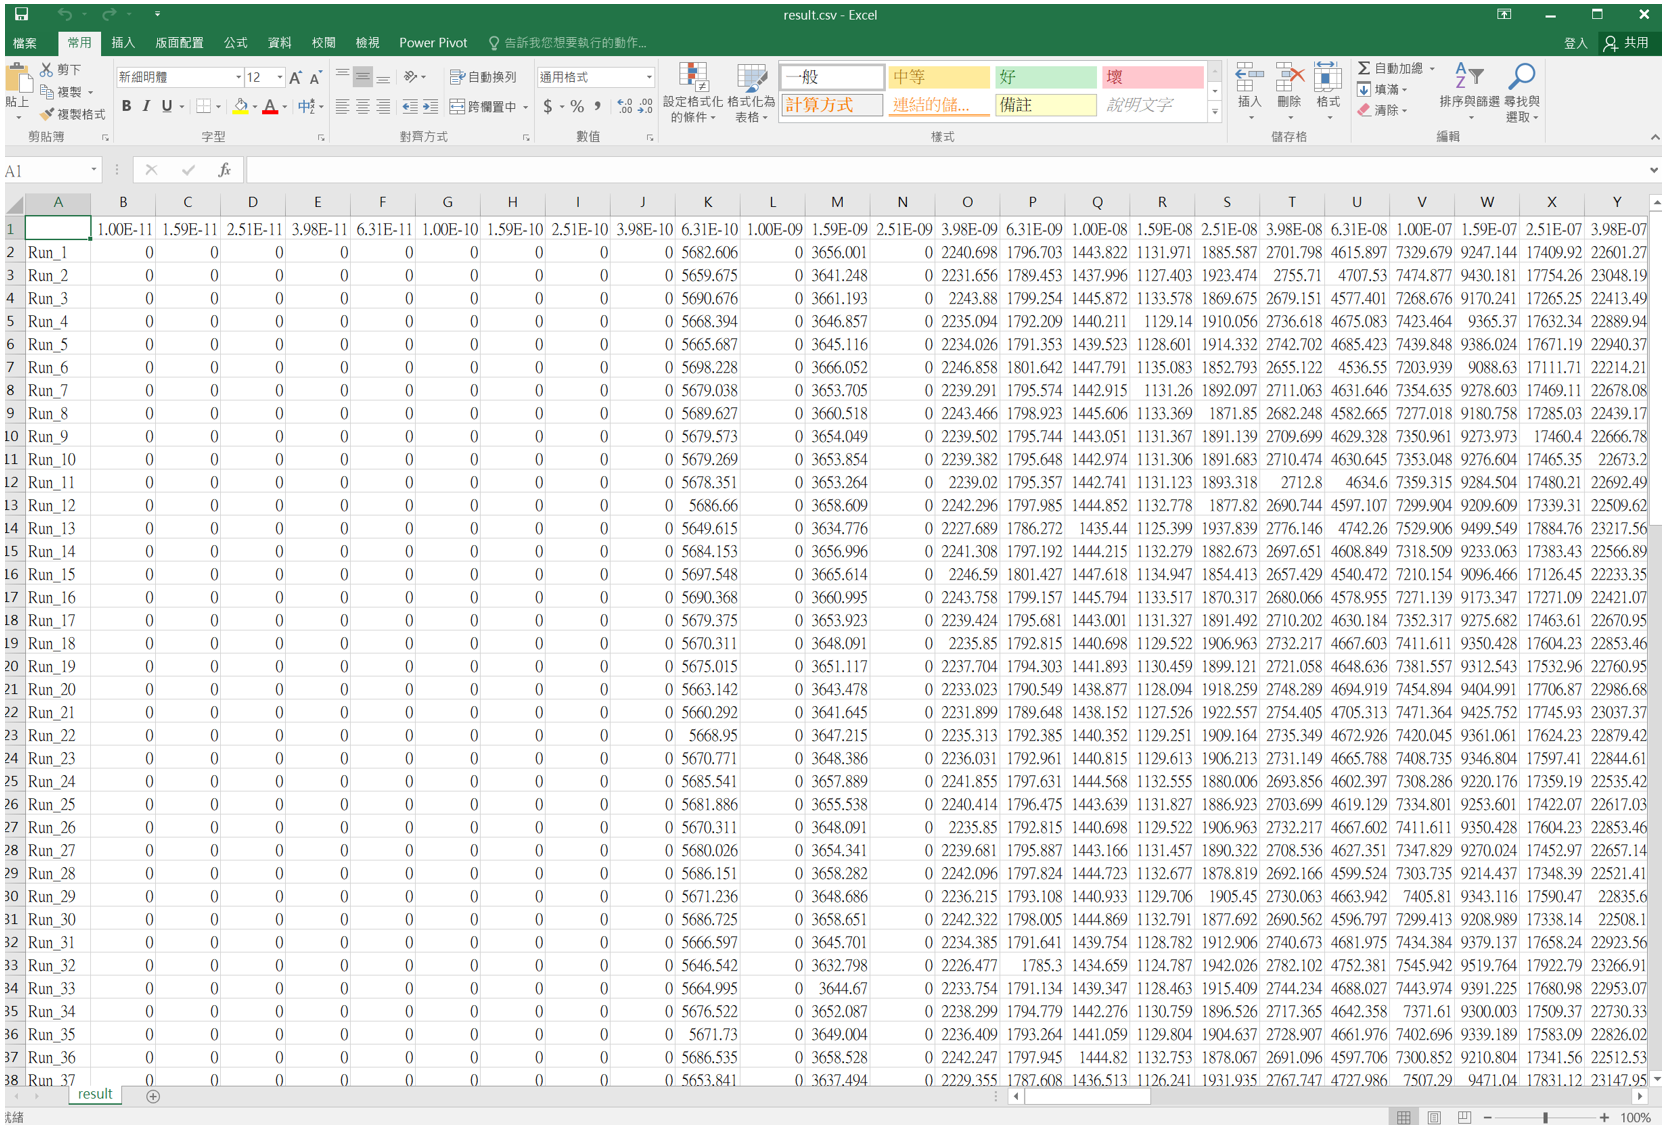 result.csv - Excel
檔案 常用 插入 版面配置 公式 資料 校閱 檢視 Power Pivot 告訴我您想要執行的動作... 登入 共用
貼上 剪下 複製 複製格式 剪貼簿
新細明體 12 B I U 字型
自動換列 跨欄置中 對齊方式
通用格式 $ % 數值
設定格式化的條件 格式化為表格 一般 中等 好 壞 計算方式 連結的儲... 備註 說明文字 樣式
插入 刪除 格式 儲存格
自動加總 填滿 清除 排序與篩選 尋找與選取 編輯
A1 fx
A B C D E F G H I J K L M N O P Q R S T U V W X Y
1 1.00E-11 1.59E-11 2.51E-11 3.98E-11 6.31E-11 1.00E-10 1.59E-10 2.51E-10 3.98E-10 6.31E-10 1.00E-09 1.59E-09 2.51E-09 3.98E-09 6.31E-09 1.00E-08 1.59E-08 2.51E-08 3.98E-08 6.31E-08 1.00E-07 1.59E-07 2.51E-07 3.98E-07
2 Run_1 0 0 0 0 0 0 0 0 0 5682.606 0 3656.001 0 2240.698 1796.703 1443.822 1131.971 1885.587 2701.798 4615.897 7329.679 9247.144 17409.92 22601.27
3 Run_2 0 0 0 0 0 0 0 0 0 5659.675 0 3641.248 0 2231.656 1789.453 1437.996 1127.403 1923.474 2755.71 4707.53 7474.877 9430.181 17754.26 23048.19
4 Run_3 0 0 0 0 0 0 0 0 0 5690.676 0 3661.193 0 2243.88 1799.254 1445.872 1133.578 1869.675 2679.151 4577.401 7268.676 9170.241 17265.25 22413.49
5 Run_4 0 0 0 0 0 0 0 0 0 5668.394 0 3646.857 0 2235.094 1792.209 1440.211 1129.14 1910.056 2736.618 4675.083 7423.464 9365.37 17632.34 22889.94
6 Run_5 0 0 0 0 0 0 0 0 0 5665.687 0 3645.116 0 2234.026 1791.353 1439.523 1128.601 1914.332 2742.702 4685.423 7439.848 9386.024 17671.19 22940.37
7 Run_6 0 0 0 0 0 0 0 0 0 5698.228 0 3666.052 0 2246.858 1801.642 1447.791 1135.083 1852.793 2655.122 4536.55 7203.939 9088.63 17111.71 22214.21
8 Run_7 0 0 0 0 0 0 0 0 0 5679.038 0 3653.705 0 2239.291 1795.574 1442.915 1131.26 1892.097 2711.063 4631.646 7354.635 9278.603 17469.11 22678.08
9 Run_8 0 0 0 0 0 0 0 0 0 5689.627 0 3660.518 0 2243.466 1798.923 1445.606 1133.369 1871.85 2682.248 4582.665 7277.018 9180.758 17285.03 22439.17
10 Run_9 0 0 0 0 0 0 0 0 0 5679.573 0 3654.049 0 2239.502 1795.744 1443.051 1131.367 1891.139 2709.699 4629.328 7350.961 9273.973 17460.4 22666.78
11 Run_10 0 0 0 0 0 0 0 0 0 5679.269 0 3653.854 0 2239.382 1795.648 1442.974 1131.306 1891.683 2710.474 4630.645 7353.048 9276.604 17465.35 22673.2
12 Run_11 0 0 0 0 0 0 0 0 0 5678.351 0 3653.264 0 2239.02 1795.357 1442.741 1131.123 1893.318 2712.8 4634.6 7359.315 9284.504 17480.21 22692.49
13 Run_12 0 0 0 0 0 0 0 0 0 5686.66 0 3658.609 0 2242.296 1797.985 1444.852 1132.778 1877.82 2690.744 4597.107 7299.904 9209.609 17339.31 22509.62
14 Run_13 0 0 0 0 0 0 0 0 0 5649.615 0 3634.776 0 2227.689 1786.272 1435.44 1125.399 1937.839 2776.146 4742.26 7529.906 9499.549 17884.76 23217.56
15 Run_14 0 0 0 0 0 0 0 0 0 5684.153 0 3656.996 0 2241.308 1797.192 1444.215 1132.279 1882.673 2697.651 4608.849 7318.509 9233.063 17383.43 22566.89
16 Run_15 0 0 0 0 0 0 0 0 0 5697.548 0 3665.614 0 2246.59 1801.427 1447.618 1134.947 1854.413 2657.429 4540.472 7210.154 9096.466 17126.45 22233.35
17 Run_16 0 0 0 0 0 0 0 0 0 5690.368 0 3660.995 0 2243.758 1799.157 1445.794 1133.517 1870.317 2680.066 4578.955 7271.139 9173.347 17271.09 22421.07
18 Run_17 0 0 0 0 0 0 0 0 0 5679.375 0 3653.923 0 2239.424 1795.681 1443.001 1131.327 1891.492 2710.202 4630.184 7352.317 9275.682 17463.61 22670.95
19 Run_18 0 0 0 0 0 0 0 0 0 5670.311 0 3648.091 0 2235.85 1792.815 1440.698 1129.522 1906.963 2732.217 4667.603 7411.611 9350.428 17604.23 22853.46
20 Run_19 0 0 0 0 0 0 0 0 0 5675.015 0 3651.117 0 2237.704 1794.303 1441.893 1130.459 1899.121 2721.058 4648.636 7381.557 9312.543 17532.96 22760.95
21 Run_20 0 0 0 0 0 0 0 0 0 5663.142 0 3643.478 0 2233.023 1790.549 1438.877 1128.094 1918.259 2748.289 4694.919 7454.894 9404.991 17706.87 22986.68
22 Run_21 0 0 0 0 0 0 0 0 0 5660.292 0 3641.645 0 2231.899 1789.648 1438.152 1127.526 1922.557 2754.405 4705.313 7471.364 9425.752 17745.93 23037.37
23 Run_22 0 0 0 0 0 0 0 0 0 5668.95 0 3647.215 0 2235.313 1792.385 1440.352 1129.251 1909.164 2735.349 4672.926 7420.045 9361.061 17624.23 22879.42
24 Run_23 0 0 0 0 0 0 0 0 0 5670.771 0 3648.386 0 2236.031 1792.961 1440.815 1129.613 1906.213 2731.149 4665.788 7408.735 9346.804 17597.41 22844.61
25 Run_24 0 0 0 0 0 0 0 0 0 5685.541 0 3657.889 0 2241.855 1797.631 1444.568 1132.555 1880.006 2693.856 4602.397 7308.286 9220.176 17359.19 22535.42
26 Run_25 0 0 0 0 0 0 0 0 0 5681.886 0 3655.538 0 2240.414 1796.475 1443.639 1131.827 1886.923 2703.699 4619.129 7334.801 9253.601 17422.07 22617.03
27 Run_26 0 0 0 0 0 0 0 0 0 5670.311 0 3648.091 0 2235.85 1792.815 1440.698 1129.522 1906.963 2732.217 4667.602 7411.611 9350.428 17604.23 22853.46
28 Run_27 0 0 0 0 0 0 0 0 0 5680.026 0 3654.341 0 2239.681 1795.887 1443.166 1131.457 1890.322 2708.536 4627.351 7347.829 9270.024 17452.97 22657.14
29 Run_28 0 0 0 0 0 0 0 0 0 5686.151 0 3658.282 0 2242.096 1797.824 1444.723 1132.677 1878.819 2692.166 4599.524 7303.735 9214.437 17348.39 22521.41
30 Run_29 0 0 0 0 0 0 0 0 0 5671.236 0 3648.686 0 2236.215 1793.108 1440.933 1129.706 1905.45 2730.063 4663.942 7405.81 9343.116 17590.47 22835.6
31 Run_30 0 0 0 0 0 0 0 0 0 5686.725 0 3658.651 0 2242.322 1798.005 1444.869 1132.791 1877.692 2690.562 4596.797 7299.413 9208.989 17338.14 22508.1
32 Run_31 0 0 0 0 0 0 0 0 0 5666.597 0 3645.701 0 2234.385 1791.641 1439.754 1128.782 1912.906 2740.673 4681.975 7434.384 9379.137 17658.24 22923.56
33 Run_32 0 0 0 0 0 0 0 0 0 5646.542 0 3632.798 0 2226.477 1785.3 1434.659 1124.787 1942.026 2782.102 4752.381 7545.942 9519.764 17922.79 23266.91
34 Run_33 0 0 0 0 0 0 0 0 0 5664.995 0 3644.67 0 2233.754 1791.134 1439.347 1128.463 1915.409 2744.234 4688.027 7443.974 9391.225 17680.98 22953.07
35 Run_34 0 0 0 0 0 0 0 0 0 5676.522 0 3652.087 0 2238.299 1794.779 1442.276 1130.759 1896.526 2717.365 4642.358 7371.61 9300.003 17509.37 22730.33
36 Run_35 0 0 0 0 0 0 0 0 0 5671.73 0 3649.004 0 2236.409 1793.264 1441.059 1129.804 1904.637 2728.907 4661.976 7402.696 9339.189 17583.09 22826.02
37 Run_36 0 0 0 0 0 0 0 0 0 5686.535 0 3658.528 0 2242.247 1797.945 1444.82 1132.753 1878.067 2691.096 4597.706 7300.852 9210.804 17341.56 22512.53
38 Run_37 0 0 0 0 0 0 0 0 0 5653.841 0 3637.494 0 2229.355 1787.608 1436.513 1126.241 1931.935 2767.747 4727.986 7507.29 9471.04 17831.12 23147.95
result
就緒 100%